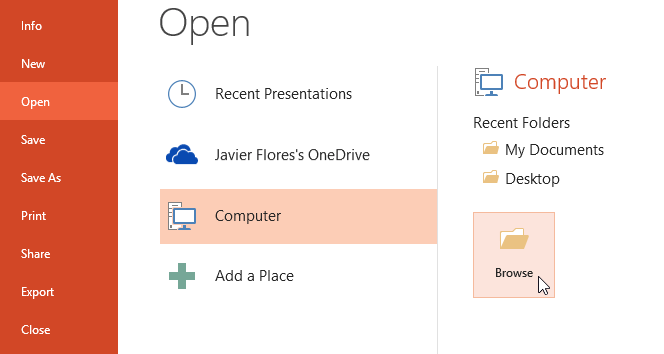 Info
New
Open
Save
Save As
Print
Share
Export
Close
Open
Recent Presentations
Javier Flores's OneDrive
Computer
Add a Place
Computer
Recent Folders
My Documents
Desktop
Browse